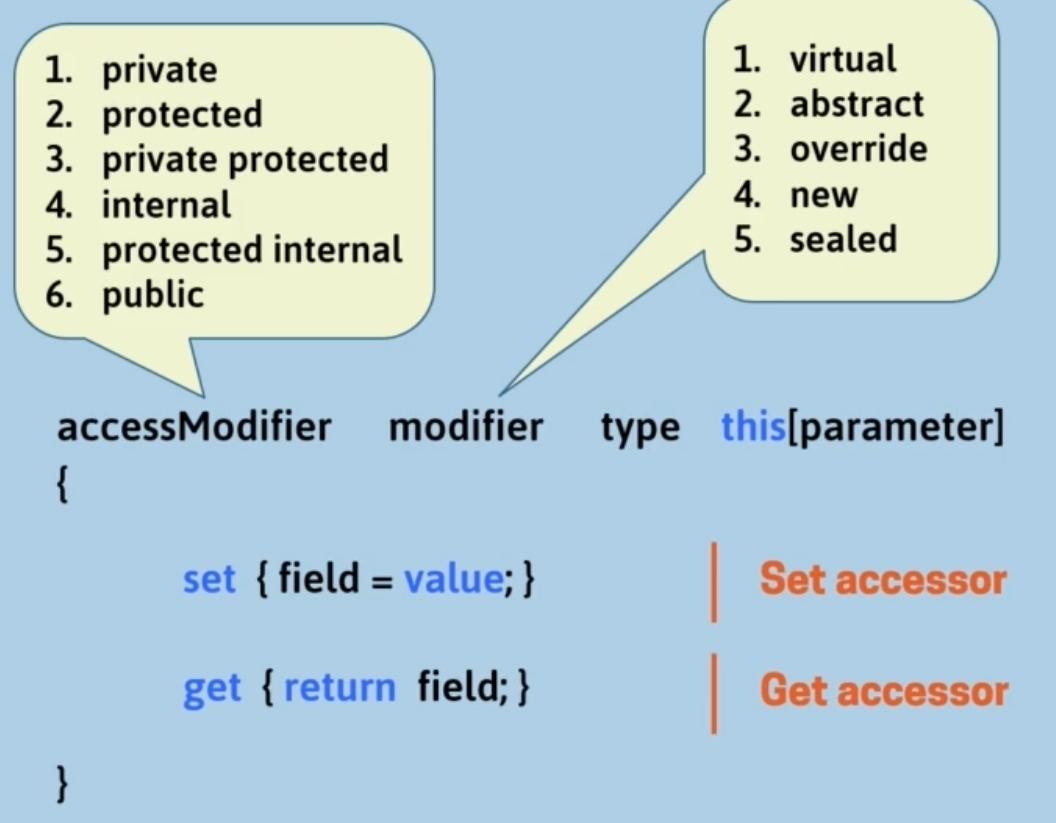 1. private
2. protected
3. private protected
4. internal
5. protected internal
6. public
1. virtual
2. abstract
3. override
4. new
5. sealed
accessModifier modifier type this[parameter]
{
set { field = value; }
Set accessor
get { return field; }
Get accessor
}